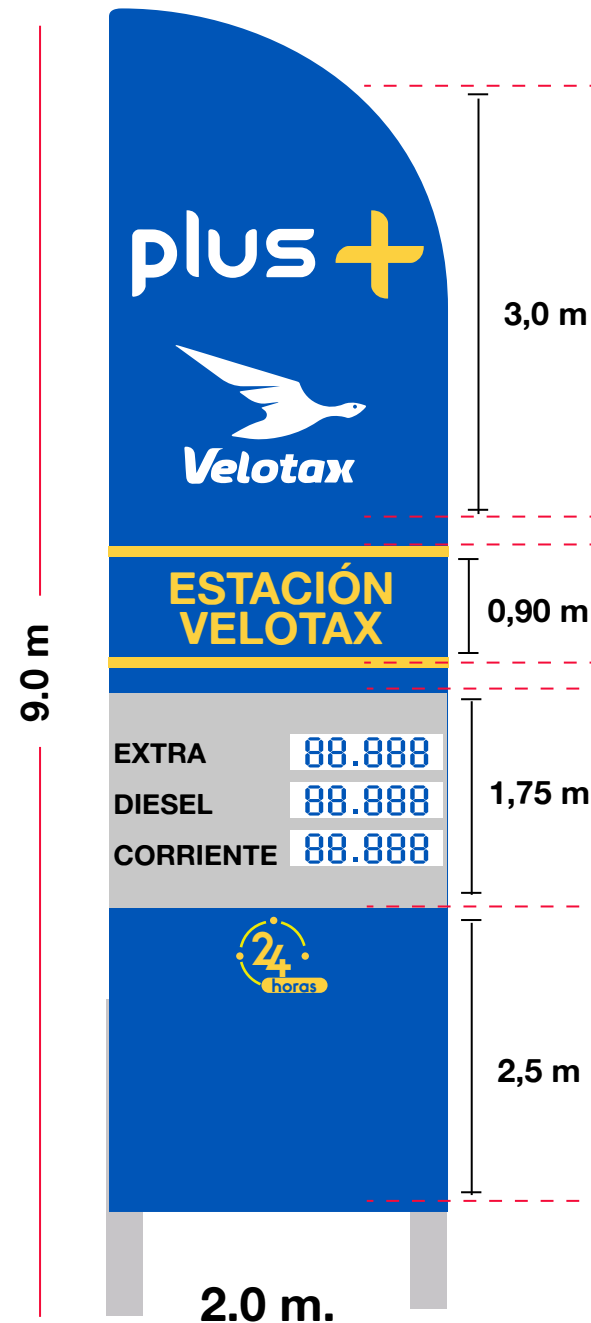 plus +
3,0 m
Velotax
ESTACIÓN
VELOTAX
0,90 m
9.0 m
EXTRA 88.888
DIESEL 88.888
CORRIENTE 88.888
1,75 m
24
horas
2,5 m
2.0 m.